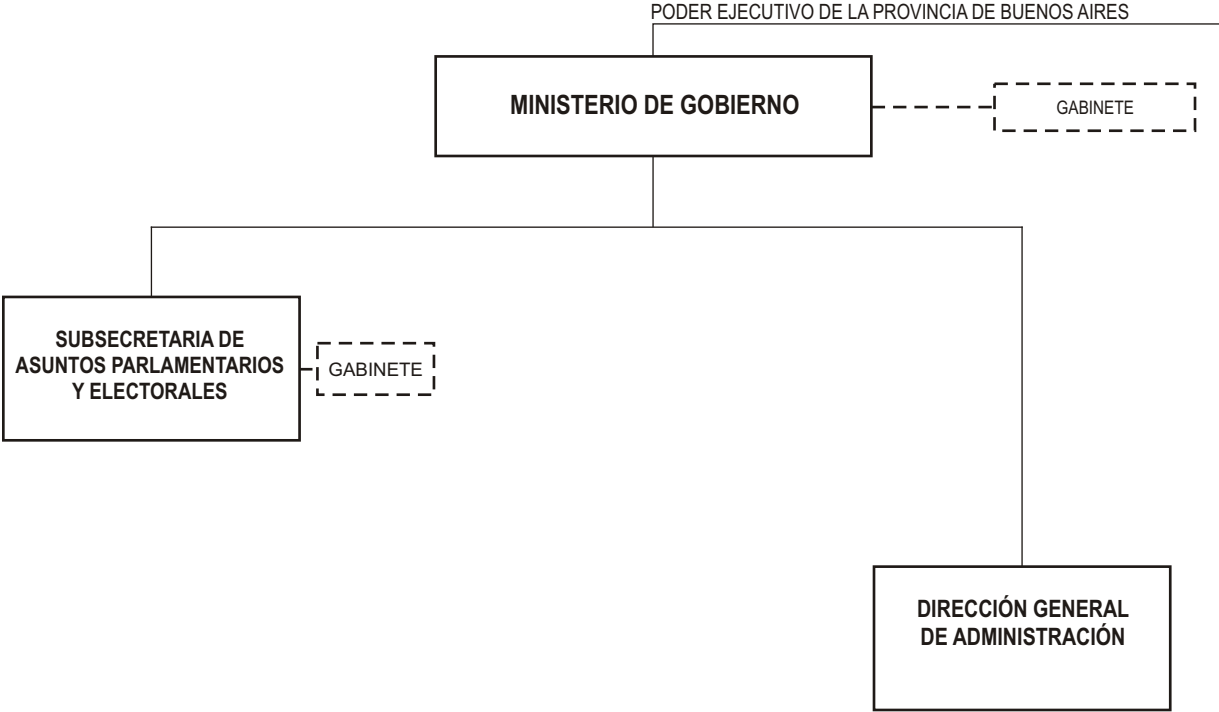 PODER EJECUTIVO DE LA PROVINCIA DE BUENOS AIRES
MINISTERIO DE GOBIERNO
GABINETE
SUBSECRETARIA DE
ASUNTOS PARLAMENTARIOS
Y ELECTORALES
GABINETE
DIRECCIÓN GENERAL
DE ADMINISTRACIÓN